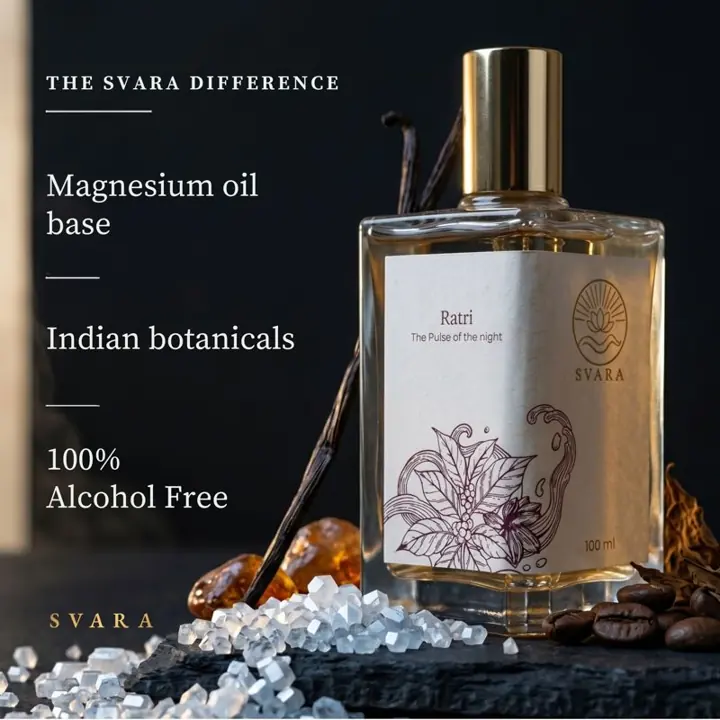 THE SVARA DIFFERENCE
Magnesium oil
base
Indian botanicals
100%
Alcohol Free
SVARA
Ratri
The Pulse of the night
SVARA
100 ml